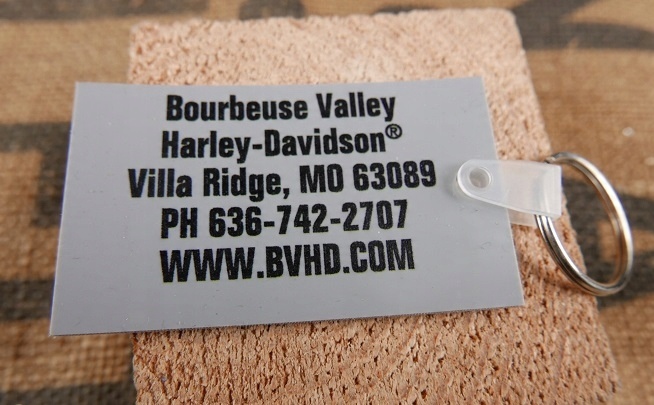 Bourbeuse Valley
Harley-Davidson®
Villa Ridge, MO 63089
PH 636-742-2707
WWW.BVHD.COM